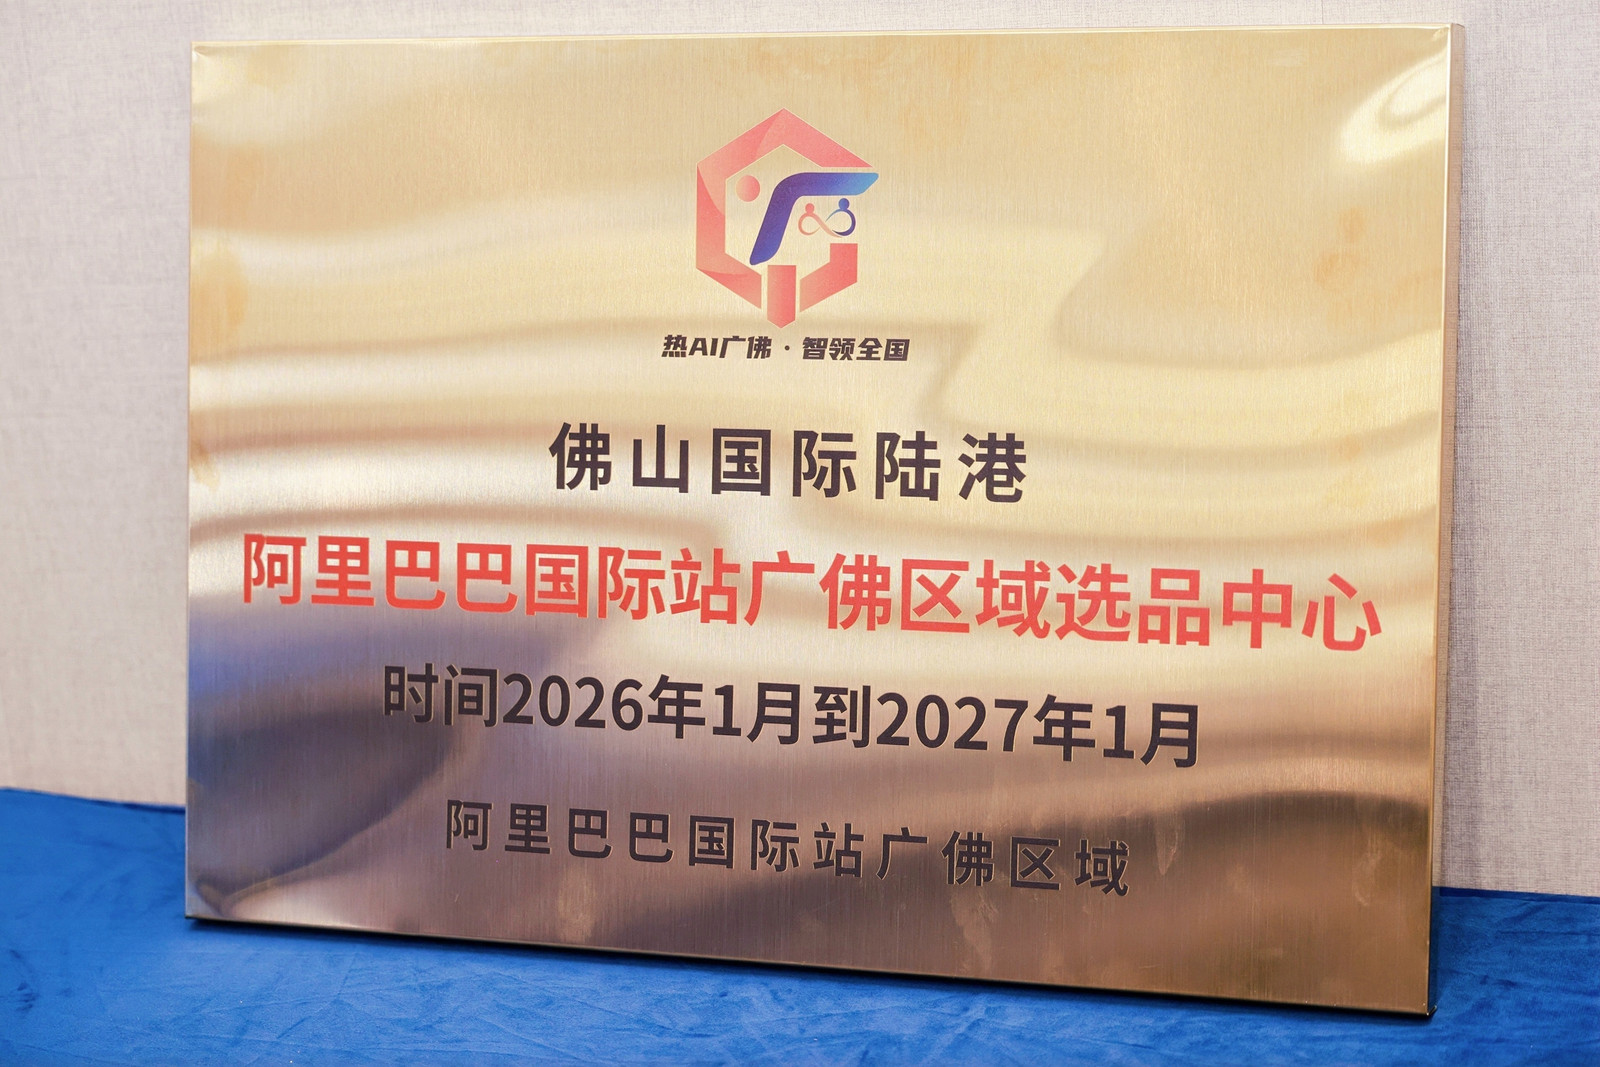 热AI广佛·智领全国
佛山国际陆港
阿里巴巴国际站广佛区域选品中心
时间2026年1月到2027年1月
阿里巴巴国际站广佛区域